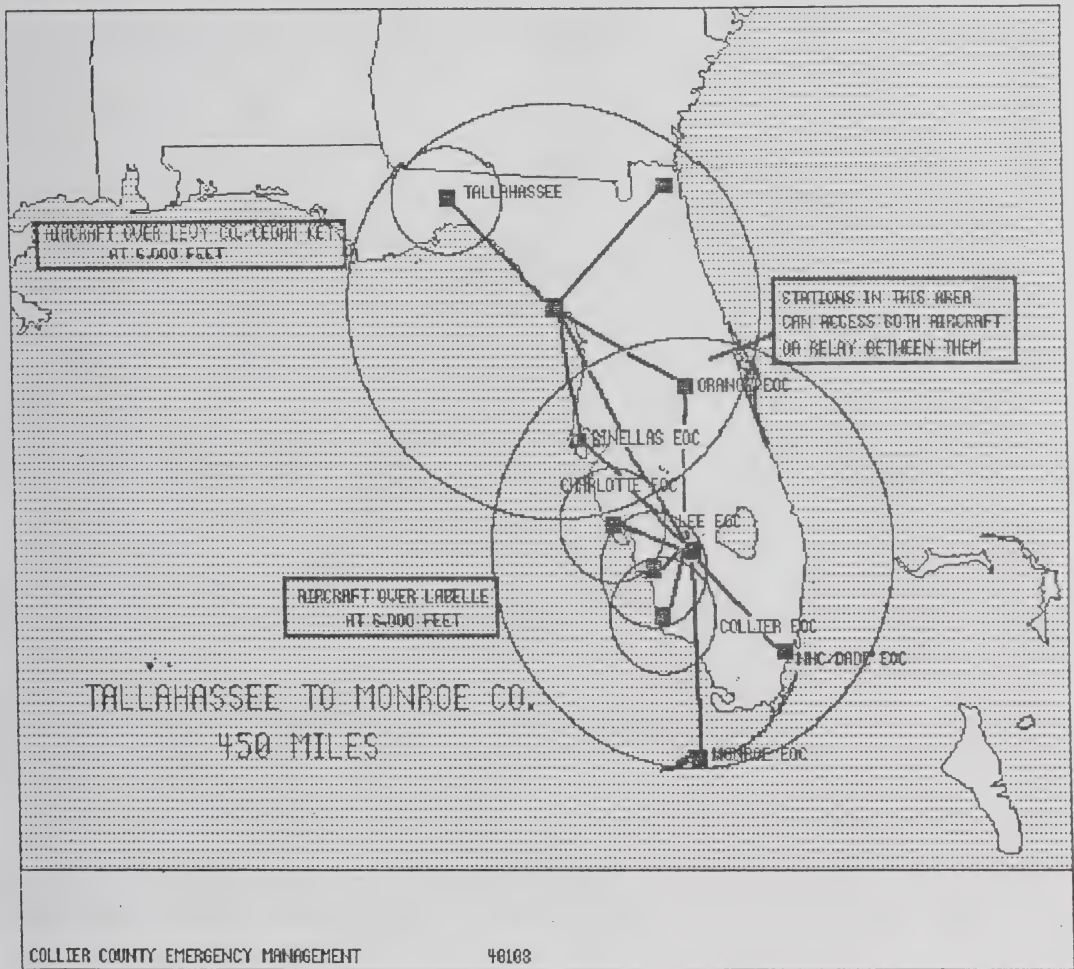 TALLAHASSEE
AIRCRAFT OVER LEVY CO./CEDAR KEY
AT 6,000 FEET
STATIONS IN THIS AREA
CAN ACCESS BOTH AIRCRAFT
OR RELAY BETWEEN THEM
ORANGE EOC
PINELLAS EOC
CHARLOTTE EOC
LEE EOC
AIRCRAFT OVER LABELLE
AT 6,000 FEET
COLLIER EOC
NHC/DADE EOC
TALLAHASSEE TO MONROE CO.
450 MILES
MONROE EOC
COLLIER COUNTY EMERGENCY MANAGEMENT